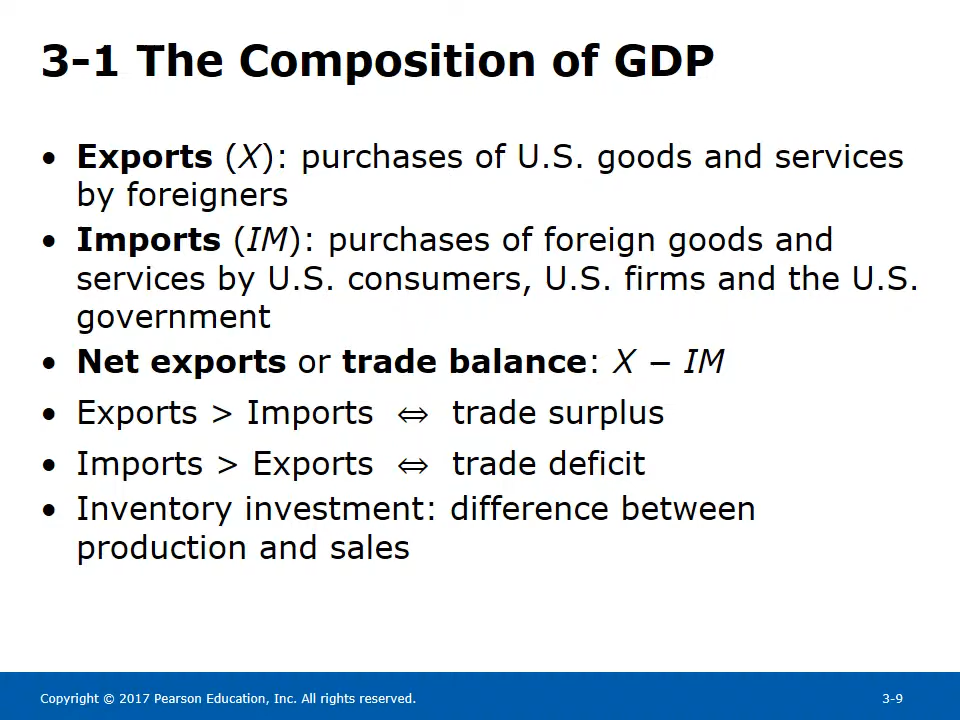 3-1 The Composition of GDP
• Exports (X): purchases of U.S. goods and services
by foreigners
• Imports (IM): purchases of foreign goods and
services by U.S. consumers, U.S. firms and the U.S.
government
• Net exports or trade balance: X − IM
• Exports > Imports ⇔ trade surplus
• Imports > Exports ⇔ trade deficit
• Inventory investment: difference between
production and sales
Copyright © 2017 Pearson Education, Inc. All rights reserved. 3-9